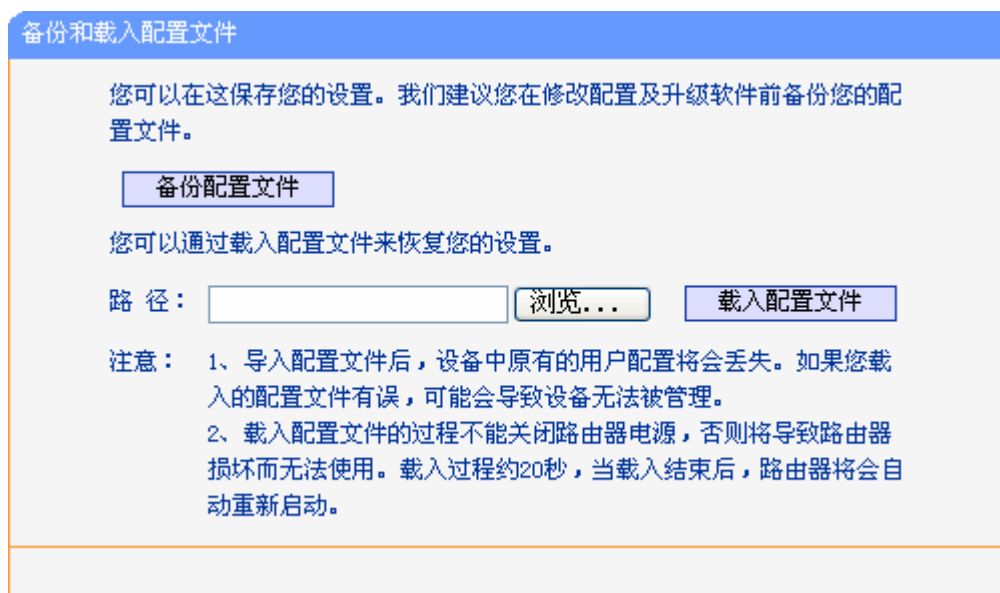 备份和载入配置文件
您可以在这保存您的设置。我们建议您在修改配置及升级软件前备份您的配
置文件。
备份配置文件
您可以通过载入配置文件来恢复您的设置。
路 径： 浏览... 载入配置文件
注意： 1、导入配置文件后，设备中原有的用户配置将会丢失。如果您载
入的配置文件有误，可能会导致设备无法被管理。
2、载入配置文件的过程不能关闭路由器电源，否则将导致路由器
损坏而无法使用。载入过程约20秒，当载入结束后，路由器将会自
动重新启动。